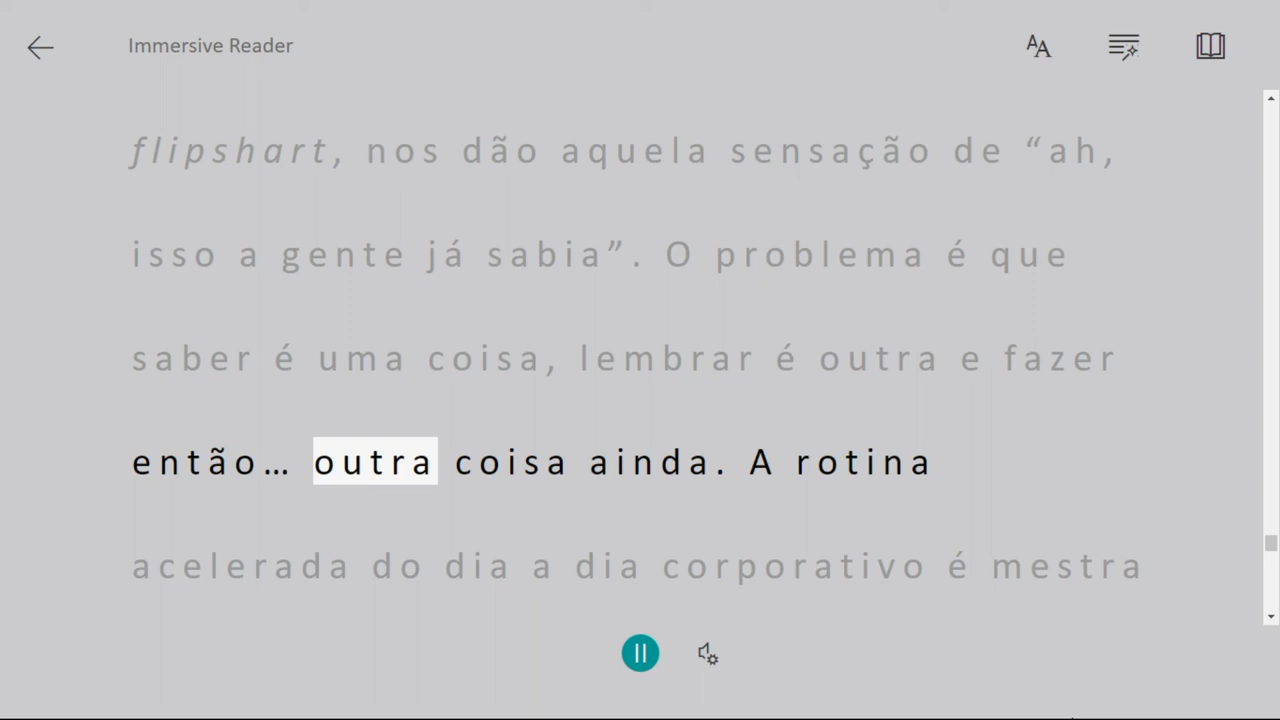 Immersive Reader
flipshart, nos dão aquela sensação de “ah,
isso a gente já sabia”. O problema é que
saber é uma coisa, lembrar é outra e fazer
então… outra coisa ainda. A rotina
acelerada do dia a dia corporativo é mestra